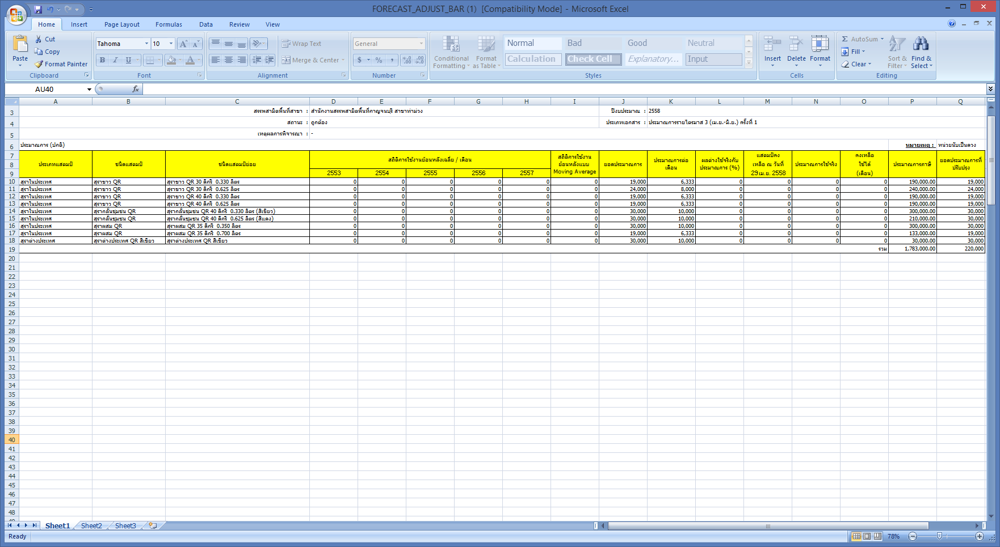 FORECAST_ADJUST_BAR (1) [Compatibility Mode] - Microsoft Excel
Home Insert Page Layout Formulas Data Review View
Paste Cut Copy Format Painter Clipboard
Tahoma 10 B I U Font
Wrap Text Merge & Center Alignment
General $ % , Number
Conditional Formatting Format as Table
Normal Bad Good Neutral
Calculation Check Cell Explanatory... Input
Styles
Insert Delete Format Cells
Σ AutoSum Fill Clear Sort & Filter Find & Select Editing
AU40 fx
A B C D E F G H I J K L M N O P Q
3 สรรพสามิตพื้นที่สาขา : สำนักงานสรรพสามิตพื้นที่กาญจนบุรี สาขาท่าม่วง ปีงบประมาณ : 2558
4 สถานะ : ถูกต้อง ประเภทเอกสาร : ประมาณการรายไตรมาส 3 (เม.ย.-มิ.ย.) ครั้งที่ 1
5 เหตุผลการพิจารณา : -
6 ประมาณการ (ปกติ) หมายเหตุ : หน่วยนับเป็นดวง
7
8
9
ประเภทแสตมป์ ชนิดแสตมป์ ชนิดแสตมป์ย่อย สถิติการใช้งานย้อนหลังเฉลี่ย / เดือน
2553 2554 2555 2556 2557
สถิติการใช้งาน
ย้อนหลังแบบ
Moving Average
ยอดประมาณการ
ประมาณการต่อ
เดือน
ผลต่างใช้จริงกับ
ประมาณการ (%)
แสตมป์คง
เหลือ ณ วันที่
29 เม.ย. 2558
ประมาณการใช้จริง
คงเหลือ
ใช้ได้
(เดือน)
ประมาณการภาษี
ยอดประมาณการที่
ปรับปรุง
10 สุราในประเทศ สุราขาว QR สุราขาว QR 30 ดีกรี 0.330 ลิตร 0 0 0 0 0 0 19,000 6,333 0 0 0 0 190,000.00 19,000
11 สุราในประเทศ สุราขาว QR สุราขาว QR 30 ดีกรี 0.625 ลิตร 0 0 0 0 0 0 24,000 8,000 0 0 0 0 240,000.00 24,000
12 สุราในประเทศ สุราขาว QR สุราขาว QR 40 ดีกรี 0.330 ลิตร 0 0 0 0 0 0 19,000 6,333 0 0 0 0 190,000.00 19,000
13 สุราในประเทศ สุราขาว QR สุราขาว QR 40 ดีกรี 0.625 ลิตร 0 0 0 0 0 0 19,000 6,333 0 0 0 0 190,000.00 19,000
14 สุราในประเทศ สุรากลั่นชุมชน QR สุรากลั่นชุมชน QR 40 ดีกรี 0.330 ลิตร (สีเขียว) 0 0 0 0 0 0 30,000 10,000 0 0 0 0 300,000.00 30,000
15 สุราในประเทศ สุรากลั่นชุมชน QR สุรากลั่นชุมชน QR 40 ดีกรี 0.625 ลิตร (สีแดง) 0 0 0 0 0 0 30,000 10,000 0 0 0 0 210,000.00 30,000
16 สุราในประเทศ สุราผสม QR สุราผสม QR 35 ดีกรี 0.350 ลิตร 0 0 0 0 0 0 30,000 10,000 0 0 0 0 300,000.00 30,000
17 สุราในประเทศ สุราผสม QR สุราผสม QR 35 ดีกรี 0.700 ลิตร 0 0 0 0 0 0 19,000 6,333 0 0 0 0 133,000.00 19,000
18 สุราต่างประเทศ สุราต่างประเทศ QR สีเขียว สุราต่างประเทศ QR สีเขียว 0 0 0 0 0 0 30,000 10,000 0 0 0 0 30,000.00 30,000
19 รวม 1,783,000.00 220,000
20
21
22
23
24
25
26
27
28
29
30
31
32
33
34
35
36
37
38
39
40
41
42
43
44
45
46
47
48
Sheet1 Sheet2 Sheet3
Ready 78%